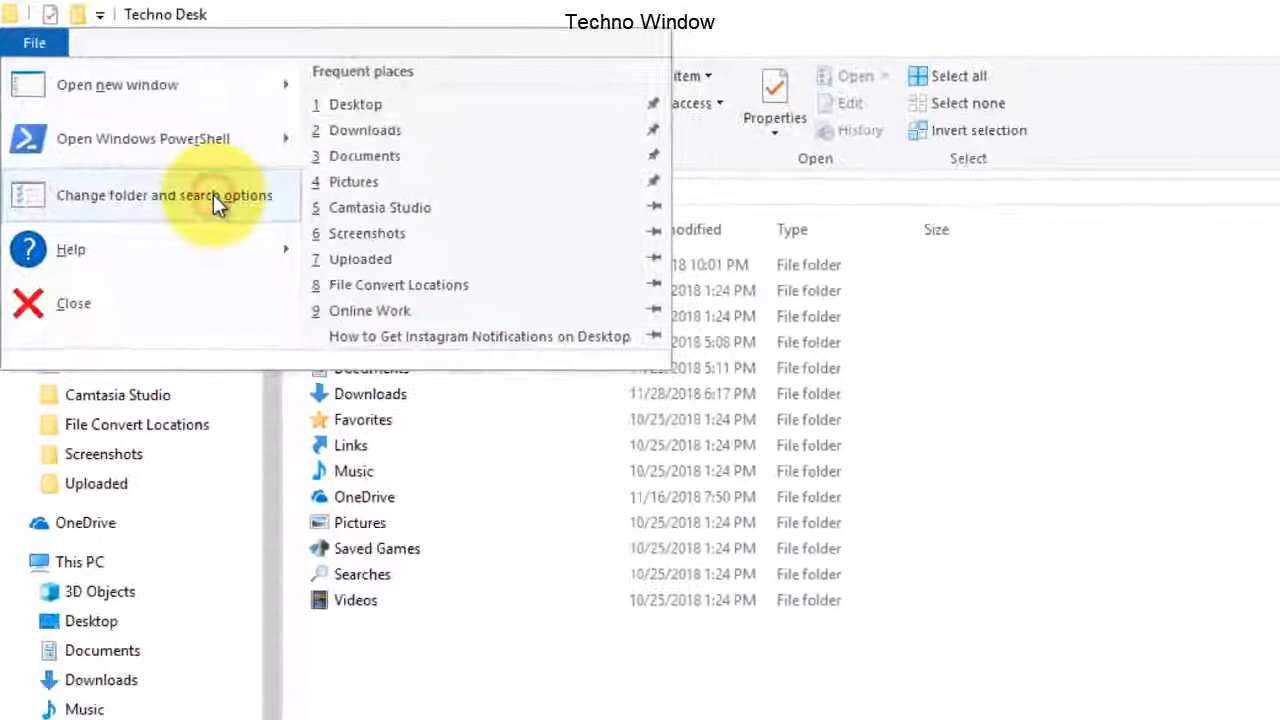 Techno Desk
Techno Window
File
Open new window
Open Windows PowerShell
Change folder and search options
Help
Close
Frequent places
1 Desktop
2 Downloads
3 Documents
4 Pictures
5 Camtasia Studio
6 Screenshots
7 Uploaded
8 File Convert Locations
9 Online Work
How to Get Instagram Notifications on Desktop
item
access
Properties
Open
Edit
History
Open
Select all
Select none
Invert selection
Select
modified Type Size
18 10:01 PM File folder
/2018 1:24 PM File folder
/2018 1:24 PM File folder
/2018 5:08 PM File folder
Documents /2018 5:11 PM File folder
Downloads 11/28/2018 6:17 PM File folder
Favorites 10/25/2018 1:24 PM File folder
Links 10/25/2018 1:24 PM File folder
Music 10/25/2018 1:24 PM File folder
OneDrive 11/16/2018 7:50 PM File folder
Pictures 10/25/2018 1:24 PM File folder
Saved Games 10/25/2018 1:24 PM File folder
Searches 10/25/2018 1:24 PM File folder
Videos 10/25/2018 1:24 PM File folder
Camtasia Studio
File Convert Locations
Screenshots
Uploaded
OneDrive
This PC
3D Objects
Desktop
Documents
Downloads
Music